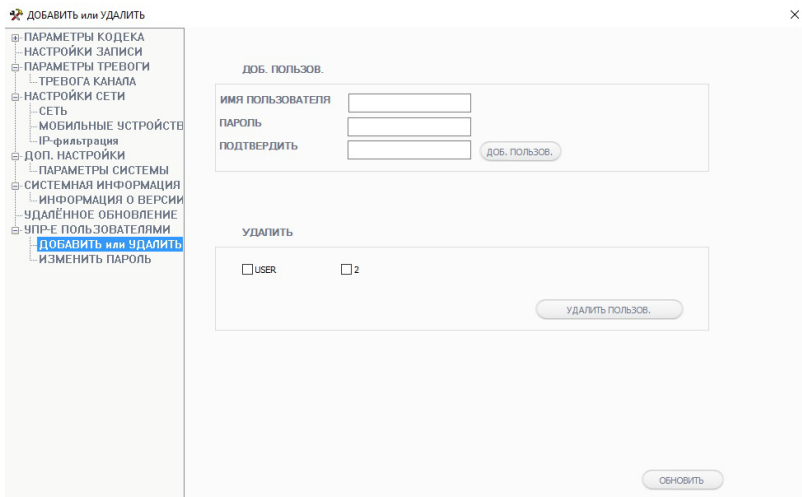 ДОБАВИТЬ или УДАЛИТЬ
ПАРАМЕТРЫ КОДЕКА
НАСТРОЙКИ ЗАПИСИ
ПАРАМЕТРЫ ТРЕВОГИ
ТРЕВОГА КАНАЛА
НАСТРОЙКИ СЕТИ
СЕТЬ
МОБИЛЬНЫЕ УСТРОЙСТВ
IP-фильтрация
ДОП. НАСТРОЙКИ
ПАРАМЕТРЫ СИСТЕМЫ
СИСТЕМНАЯ ИНФОРМАЦИЯ
ИНФОРМАЦИЯ О ВЕРСИИ
УДАЛЁННОЕ ОБНОВЛЕНИЕ
УПР-Е ПОЛЬЗОВАТЕЛЯМИ
ДОБАВИТЬ или УДАЛИТЬ
ИЗМЕНИТЬ ПАРОЛЬ
ДОБ. ПОЛЬЗОВ.
ИМЯ ПОЛЬЗОВАТЕЛЯ
ПАРОЛЬ
ПОДТВЕРДИТЬ
ДОБ. ПОЛЬЗОВ.
УДАЛИТЬ
USER 2
УДАЛИТЬ ПОЛЬЗОВ.
ОБНОВИТЬ